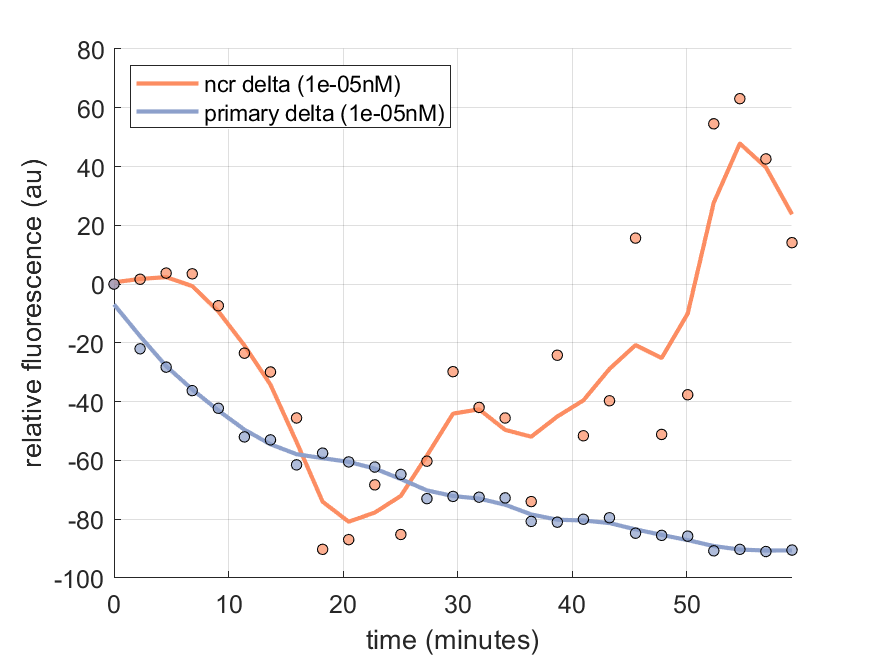 80
60
40
20
0
-20
-40
-60
-80
-100
0 10 20 30 40 50
relative fluorescence (au)
time (minutes)
ncr delta (1e-05nM)
primary delta (1e-05nM)